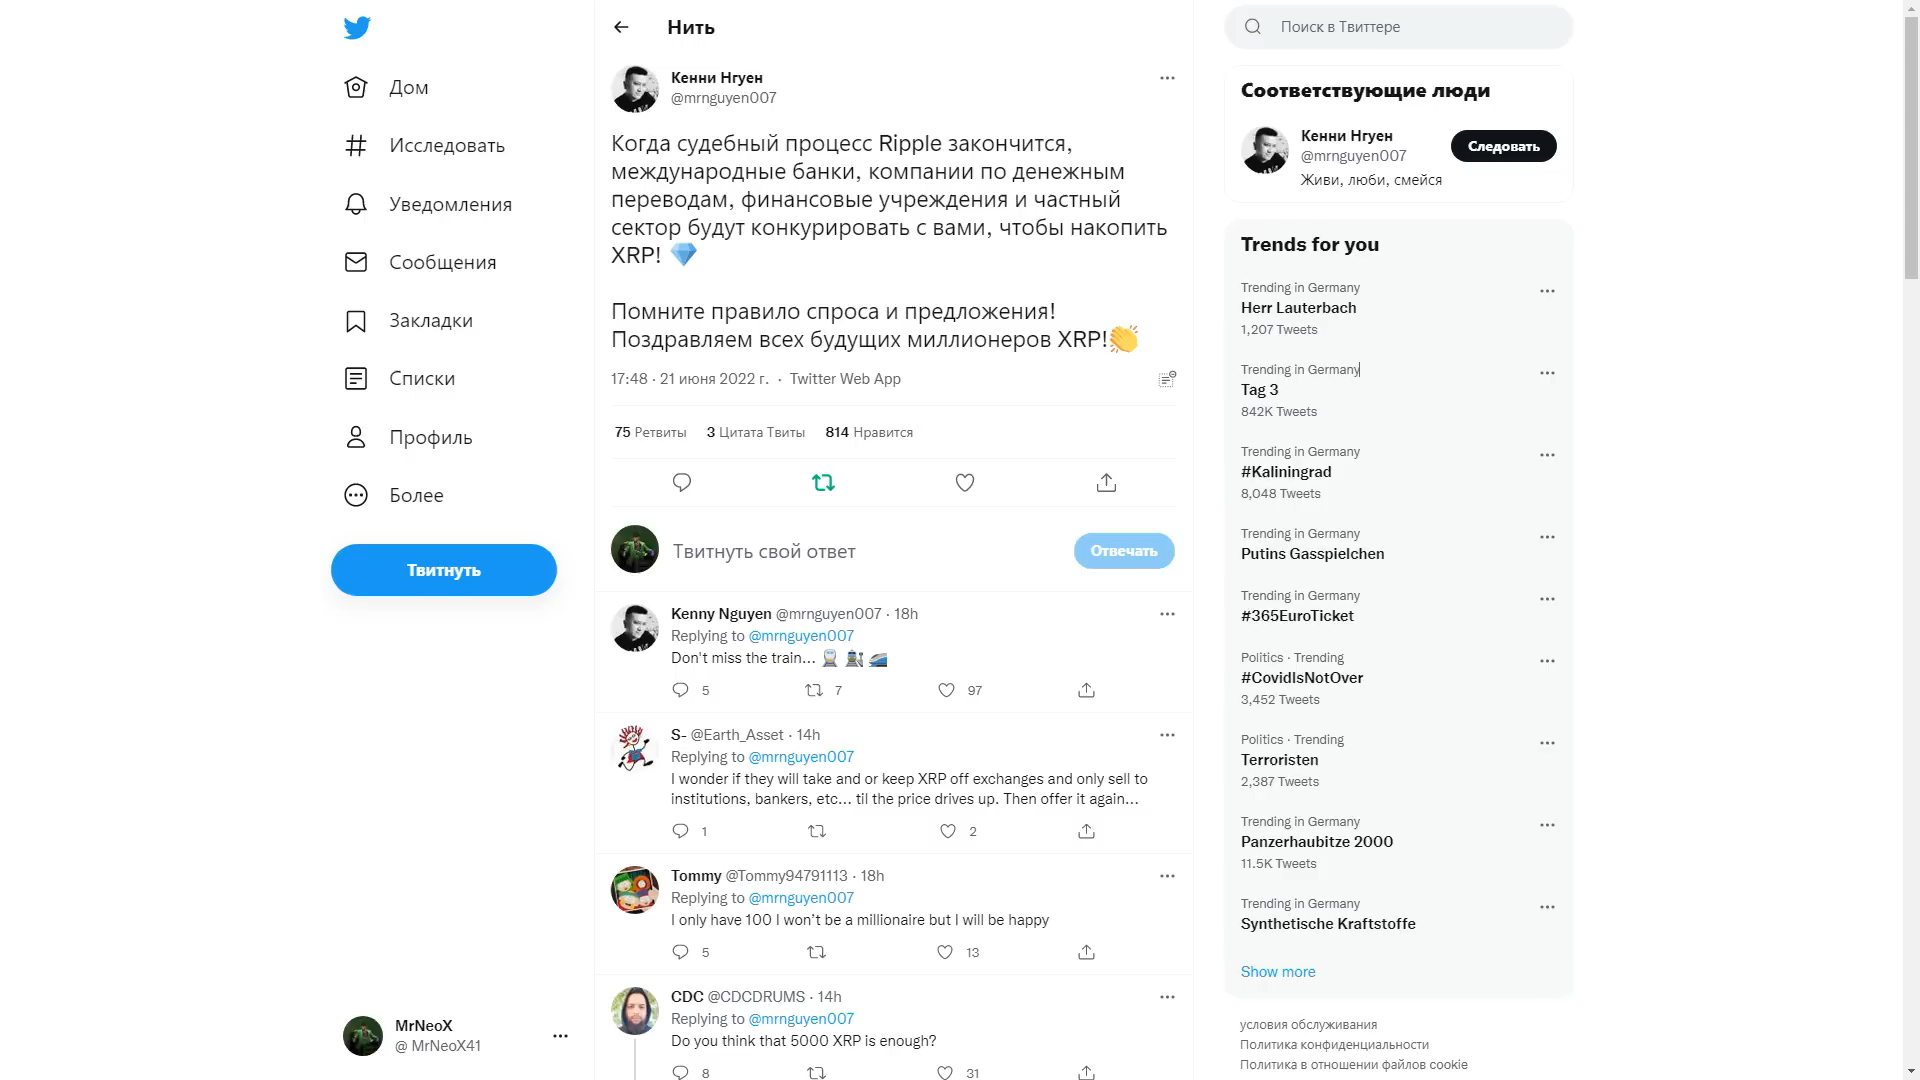 Нить
Поиск в Твиттере
Дом
Исследовать
Уведомления
Сообщения
Закладки
Списки
Профиль
Более
Твитнуть
MrNeoX
@ MrNeoX41
Кенни Нгуен
@mrnguyen007
Когда судебный процесс Ripple закончится,
международные банки, компании по денежным
переводам, финансовые учреждения и частный
сектор будут конкурировать с вами, чтобы накопить
XRP! 💎
Помните правило спроса и предложения!
Поздравляем всех будущих миллионеров XRP!👏
17:48 · 21 июня 2022 г. · Twitter Web App
75 Ретвиты 3 Цитата Твиты 814 Нравится
Твитнуть свой ответ
Отвечать
Kenny Nguyen @mrnguyen007 · 18h
Replying to @mrnguyen007
Don't miss the train... 🚆 🚉 🚄
5 7 97
S- @Earth_Asset · 14h
Replying to @mrnguyen007
I wonder if they will take and or keep XRP off exchanges and only sell to
institutions, bankers, etc... til the price drives up. Then offer it again...
1 2
Tommy @Tommy94791113 · 18h
Replying to @mrnguyen007
I only have 100 I won’t be a millionaire but I will be happy
5 13
CDC @CDCDRUMS · 14h
Replying to @mrnguyen007
Do you think that 5000 XRP is enough?
8 31
Соответствующие люди
Кенни Нгуен
@mrnguyen007
Следовать
Живи, люби, смейся
Trends for you
Trending in Germany
Herr Lauterbach
1,207 Tweets
Trending in Germany
Tag 3
842K Tweets
Trending in Germany
#Kaliningrad
8,048 Tweets
Trending in Germany
Putins Gasspielchen
Trending in Germany
#365EuroTicket
Politics · Trending
#CovidIsNotOver
3,452 Tweets
Politics · Trending
Terroristen
2,387 Tweets
Trending in Germany
Panzerhaubitze 2000
11.5K Tweets
Trending in Germany
Synthetische Kraftstoffe
Show more
условия обслуживания
Политика конфиденциальности
Политика в отношении файлов cookie